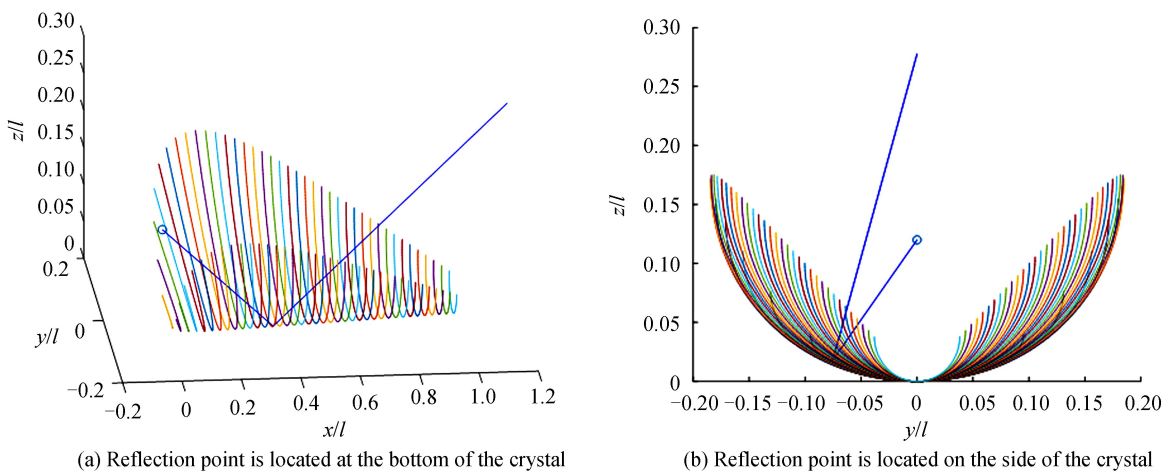 0.30
0.25
0.20
0.15
0.10
0.05
0
z/l
0.2
0
−0.2
y/l
−0.2 0 0.2 0.4 0.6 0.8 1.0 1.2
x/l
(a) Reflection point is located at the bottom of the crystal
0.30
0.25
0.20
0.15
0.10
0.05
0
z/l
−0.20 −0.15 −0.10 −0.05 0 0.05 0.10 0.15 0.20
y/l
(b) Reflection point is located on the side of the crystal